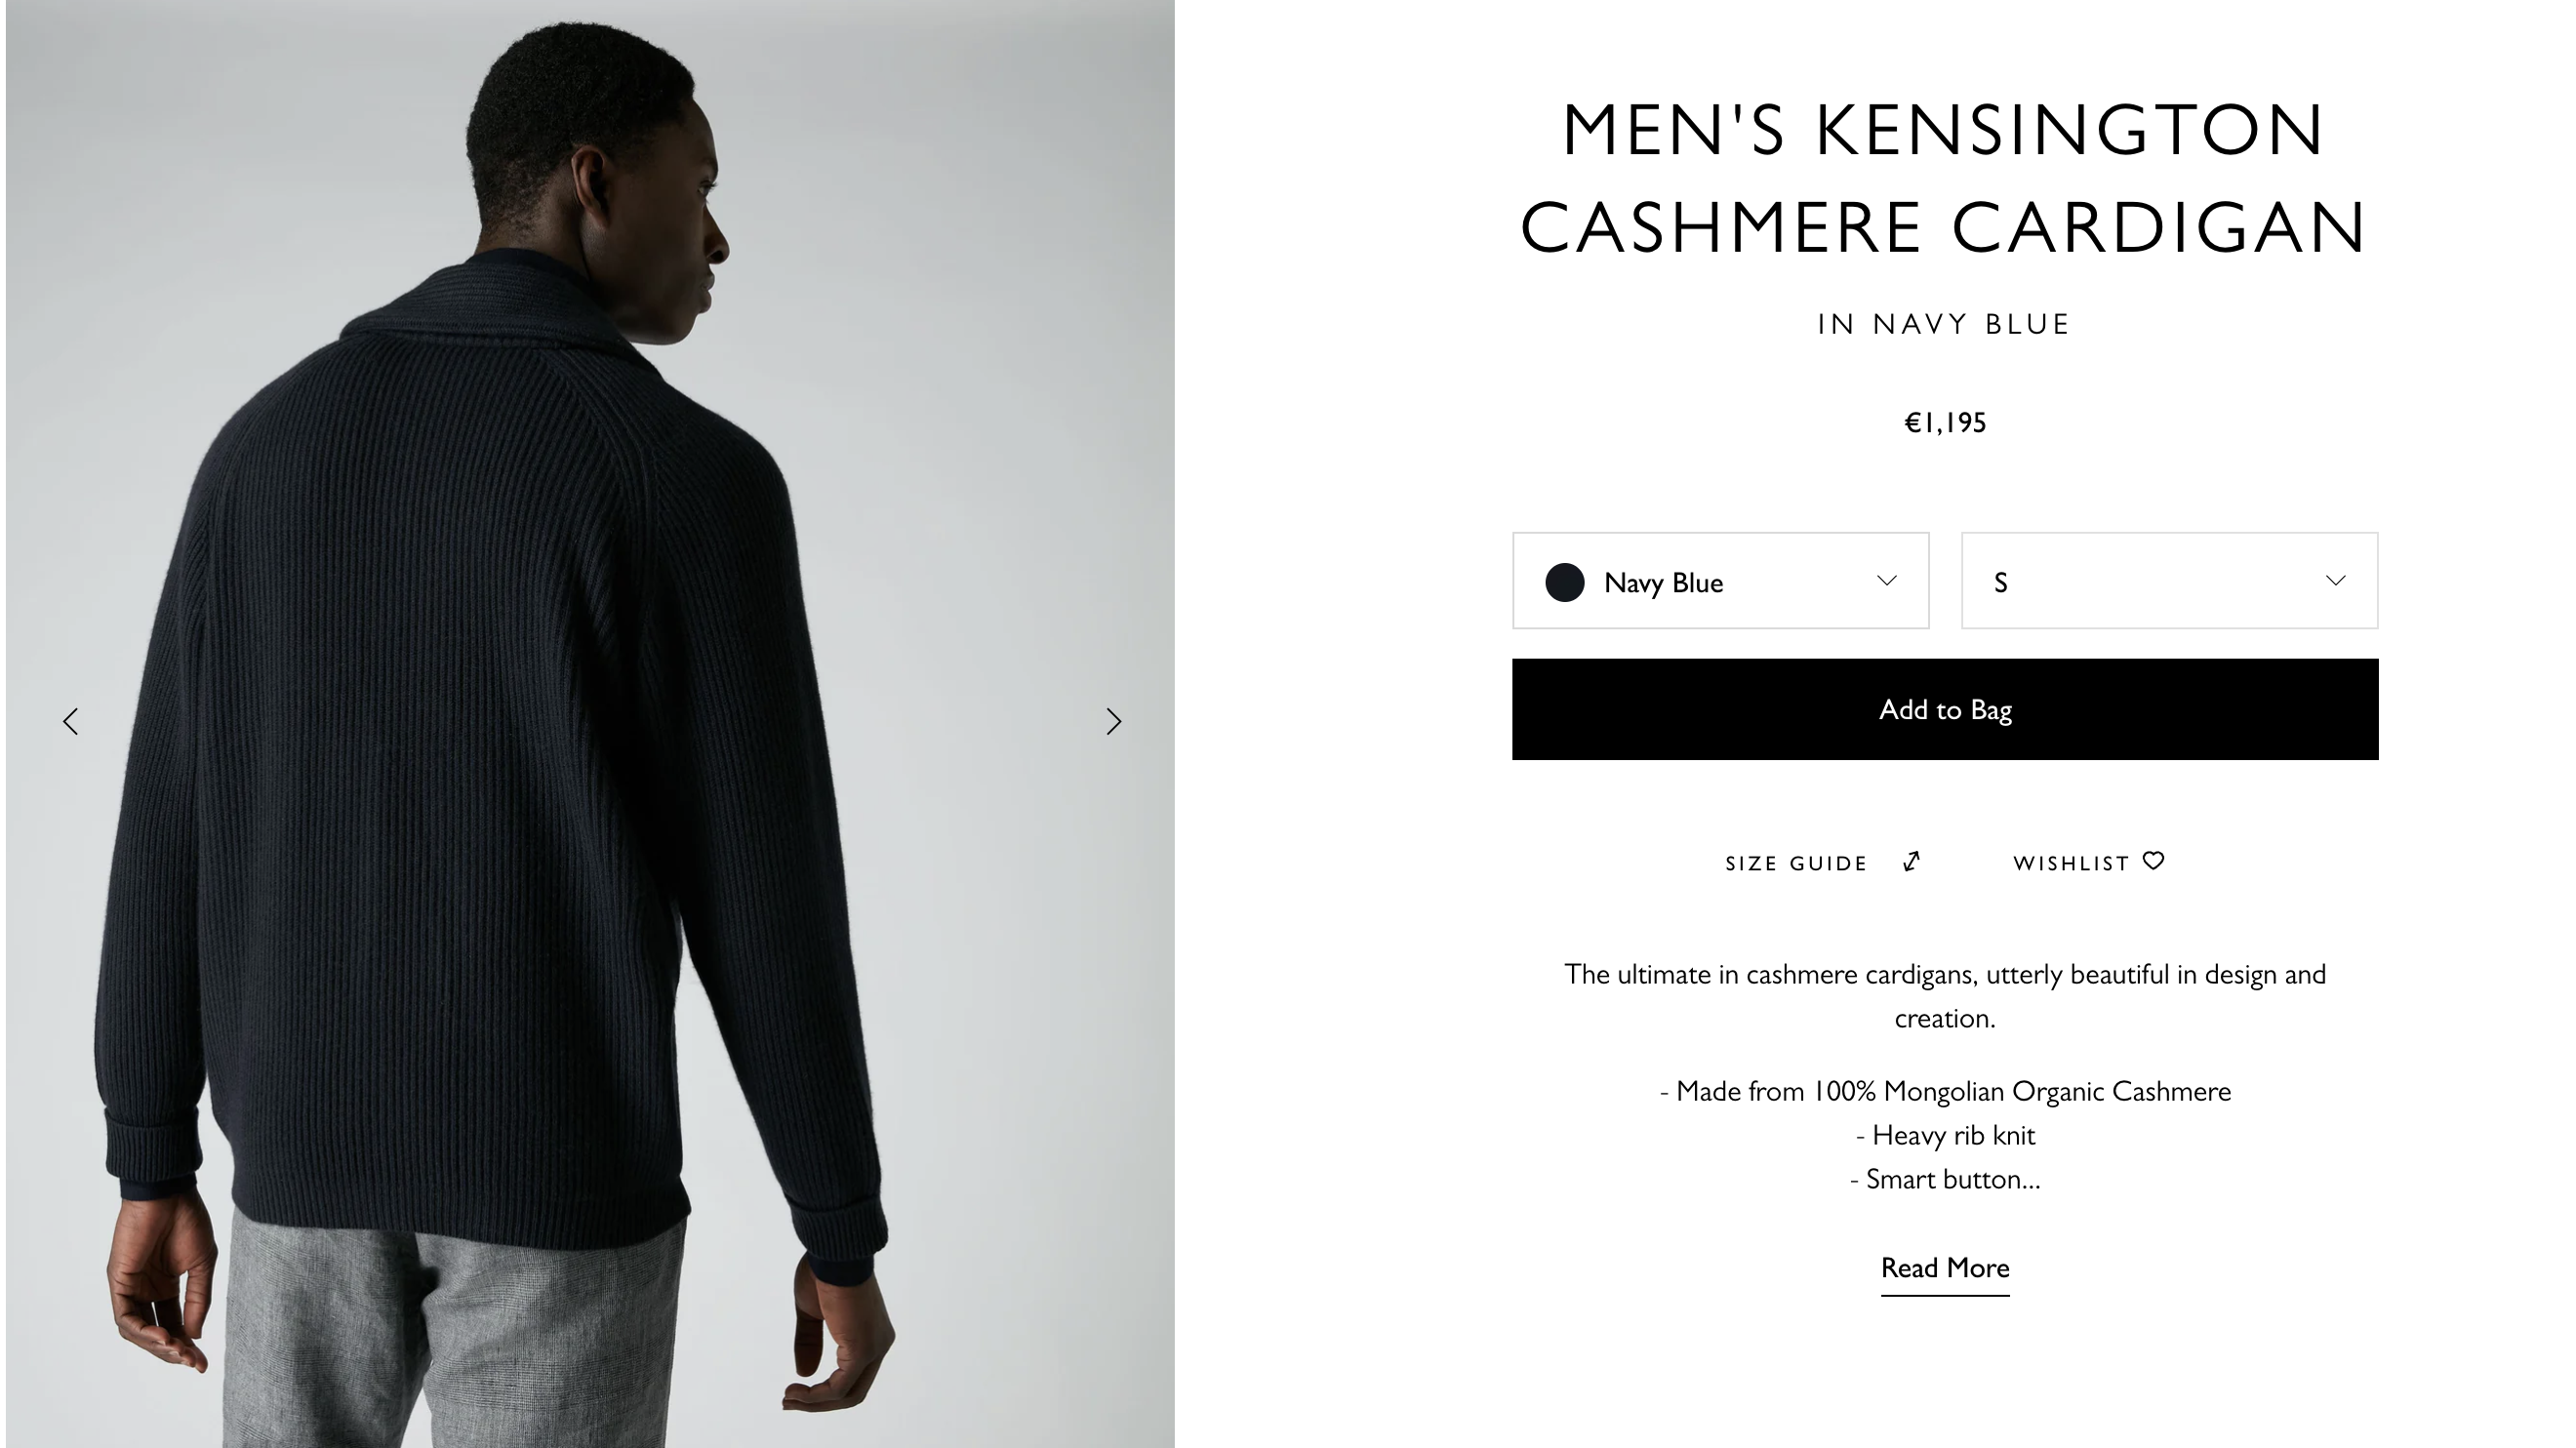 MEN'S KENSINGTON
CASHMERE CARDIGAN
IN NAVY BLUE
€1,195
Navy Blue
S
Add to Bag
SIZE GUIDE
WISHLIST
The ultimate in cashmere cardigans, utterly beautiful in design and
creation.
- Made from 100% Mongolian Organic Cashmere
- Heavy rib knit
- Smart button...
Read More